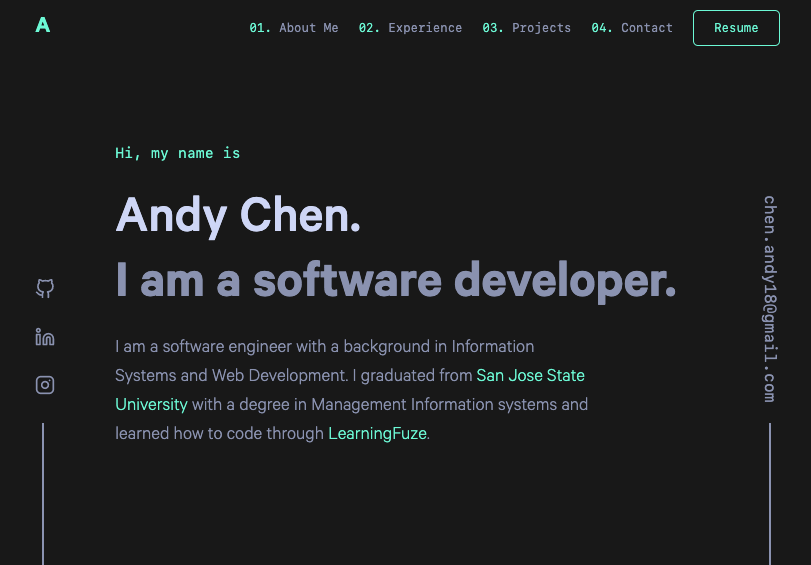 A
01. About Me 02. Experience 03. Projects 04. Contact Resume
Hi, my name is
Andy Chen.
I am a software developer.
I am a software engineer with a background in Information
Systems and Web Development. I graduated from San Jose State
University with a degree in Management Information systems and
learned how to code through LearningFuze.
chen.andy18@gmail.com